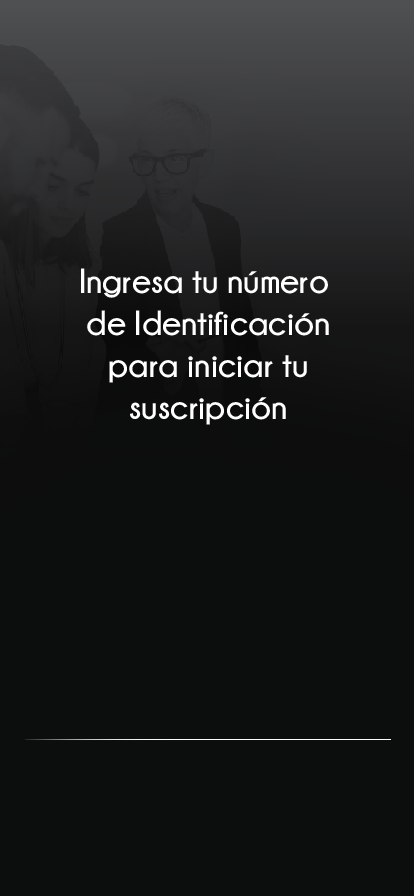 Ingresa tu número
de Identificación
para iniciar tu
suscripción